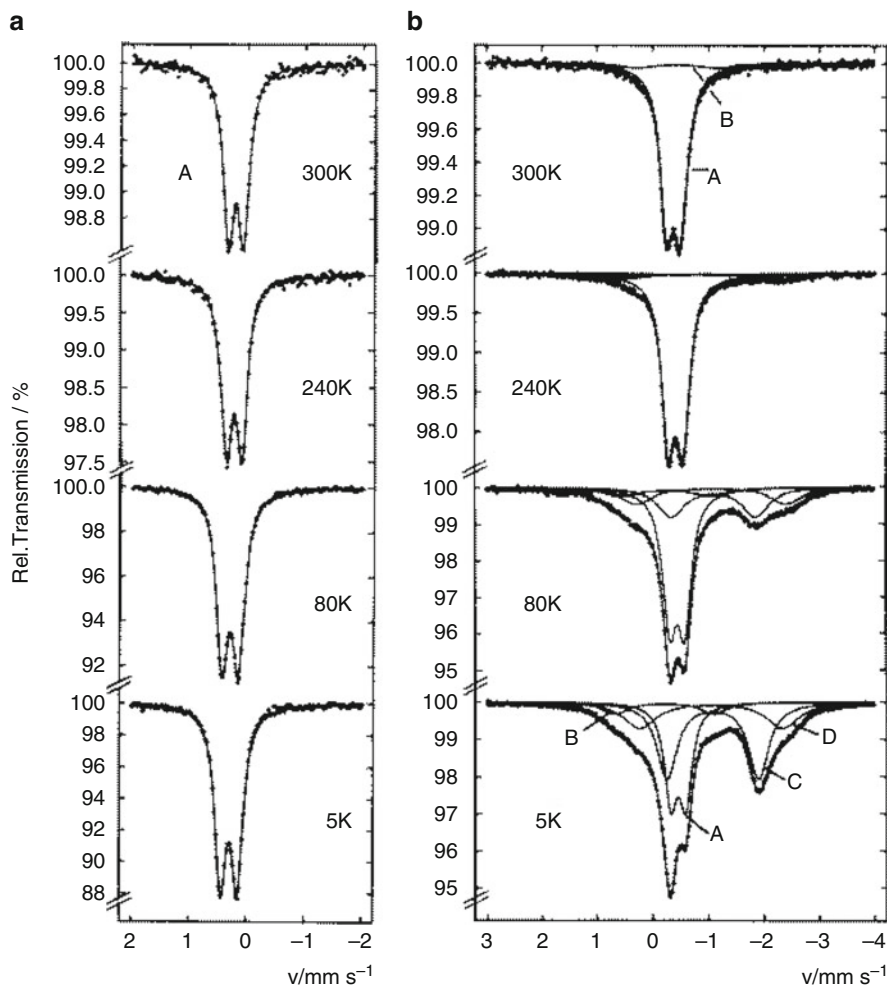 a
b
Rel.Transmission / %
100.0
99.8
99.6
99.4
99.2
99.0
98.8
A
300K
100.0
99.5
99.0
98.5
98.0
97.5
240K
100.0
98
96
94
92
80K
100
98
96
94
92
90
88
5K
2 1 0 –1 –2
v/mm s–1
100.0
99.8
99.6
99.4
99.2
99.0
300K
B
A
100.0
99.5
99.0
98.5
98.0
240K
100
99
98
97
96
95
80K
100
99
98
97
96
95
B
D
C
A
5K
3 2 1 0 –1 –2 –3 –4
v/mm s–1